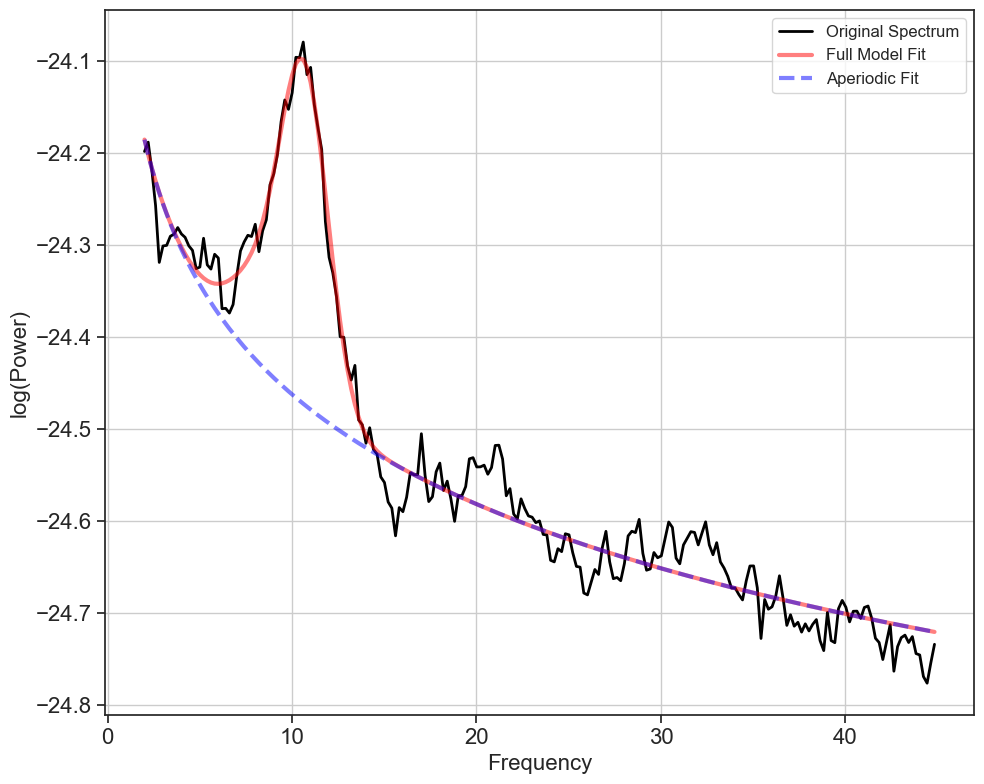 Original Spectrum
Full Model Fit
Aperiodic Fit
−24.1
−24.2
−24.3
−24.4
−24.5
−24.6
−24.7
−24.8
log(Power)
0 10 20 30 40
Frequency